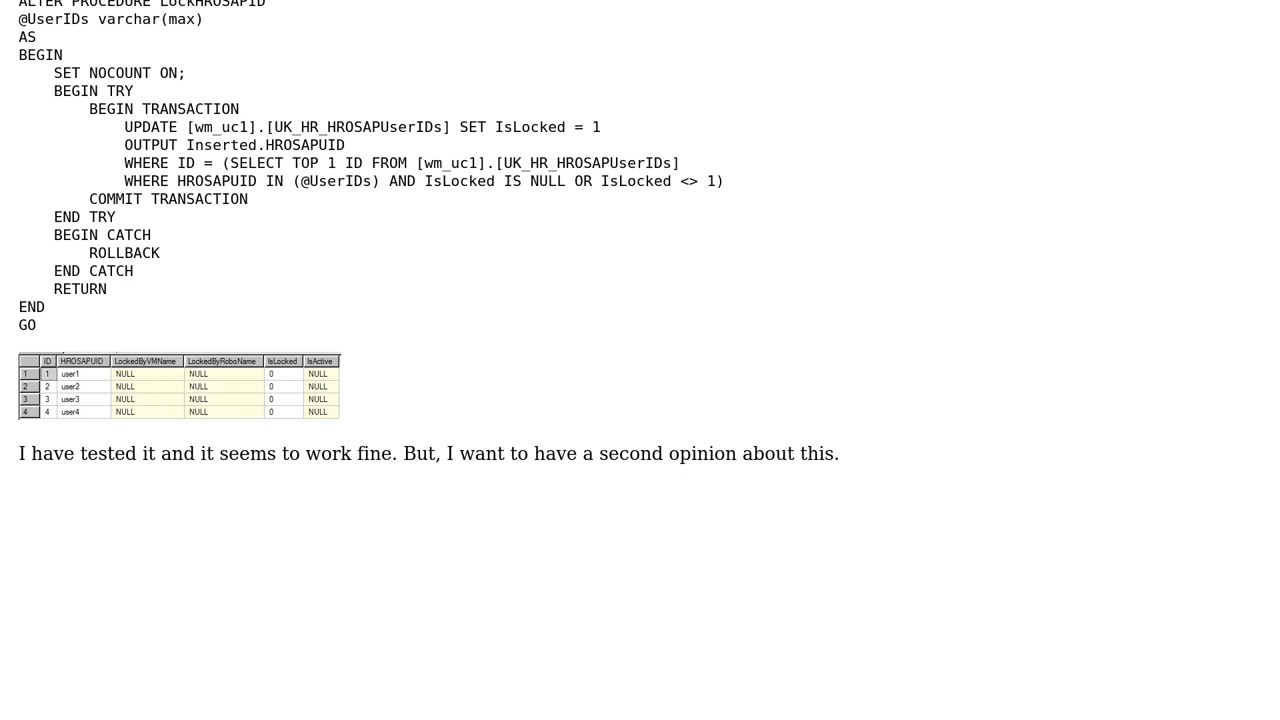 ALTER PROCEDURE LockHROSAPID
@UserIDs varchar(max)
AS
BEGIN
SET NOCOUNT ON;
BEGIN TRY
BEGIN TRANSACTION
UPDATE [wm_uc1].[UK_HR_HROSAPUserIDs] SET IsLocked = 1
OUTPUT Inserted.HROSAPUID
WHERE ID = (SELECT TOP 1 ID FROM [wm_uc1].[UK_HR_HROSAPUserIDs]
WHERE HROSAPUID IN (@UserIDs) AND IsLocked IS NULL OR IsLocked <> 1)
COMMIT TRANSACTION
END TRY
BEGIN CATCH
ROLLBACK
END CATCH
RETURN
END
GO
ID HROSAPUID LockedByVMName LockedByRoboName IsLocked IsActive
1 1 user1 NULL NULL 0 NULL
2 2 user2 NULL NULL 0 NULL
3 3 user3 NULL NULL 0 NULL
4 4 user4 NULL NULL 0 NULL
I have tested it and it seems to work fine. But, I want to have a second opinion about this.